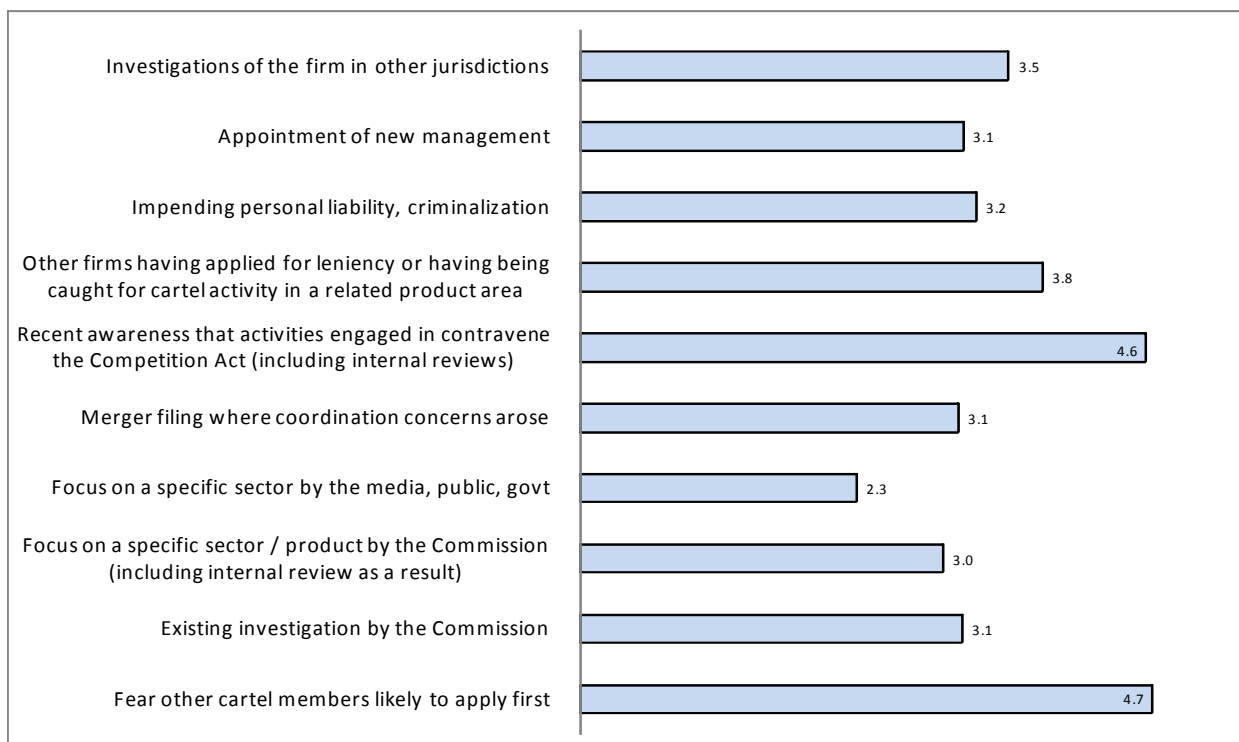 Investigations of the firm in other jurisdictions
3.5
Appointment of new management
3.1
Impending personal liability, criminalization
3.2
Other firms having applied for leniency or having being
caught for cartel activity in a related product area
3.8
Recent awareness that activities engaged in contravene
the Competition Act (including internal reviews)
4.6
Merger filing where coordination concerns arose
3.1
Focus on a specific sector by the media, public, govt
2.3
Focus on a specific sector / product by the Commission
(including internal review as a result)
3.0
Existing investigation by the Commission
3.1
Fear other cartel members likely to apply first
4.7